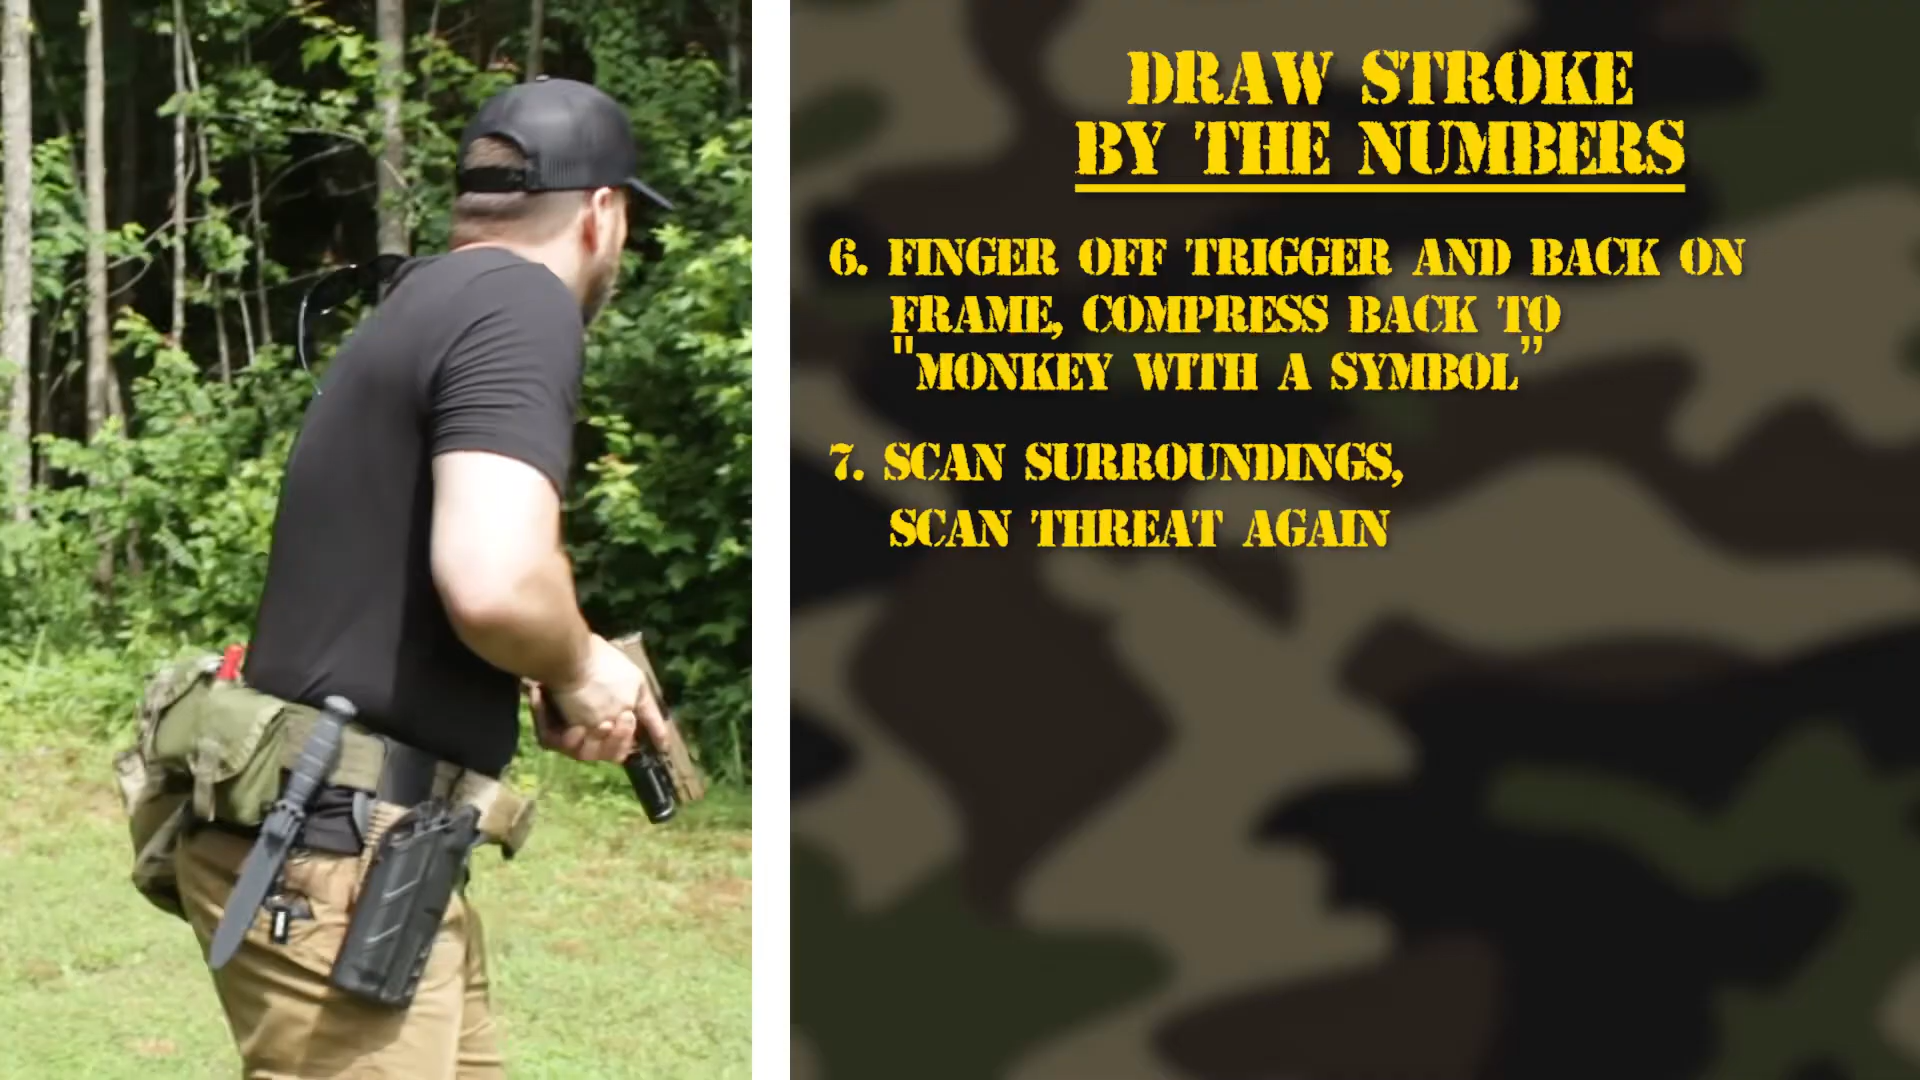 DRAW STROKE
BY THE NUMBERS
6. FINGER OFF TRIGGER AND BACK ON
FRAME, COMPRESS BACK TO
"MONKEY WITH A SYMBOL”
7. SCAN SURROUNDINGS,
SCAN THREAT AGAIN